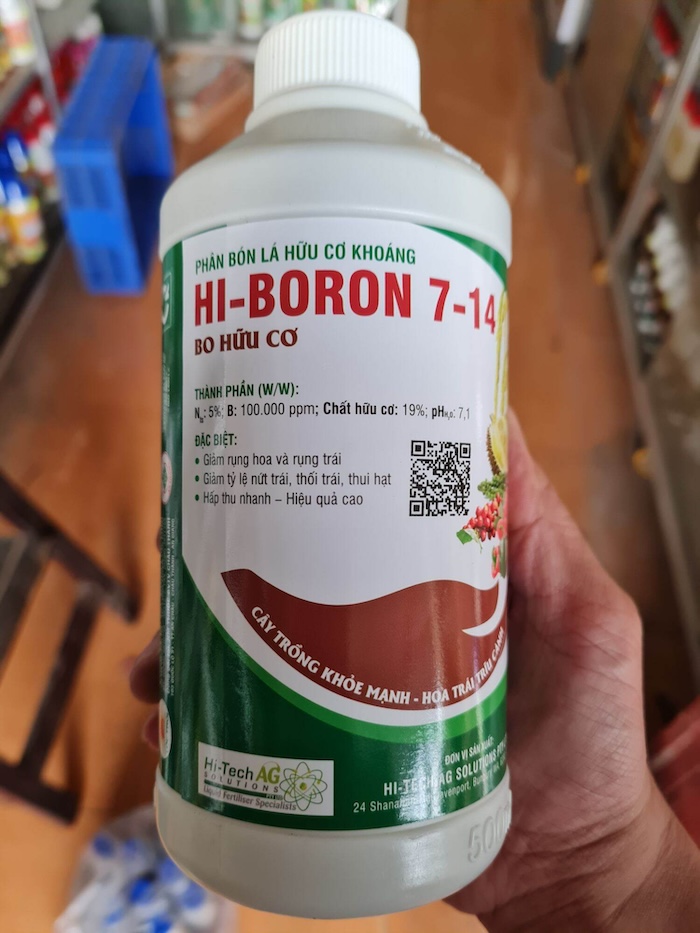 PHÂN BÓN LÁ HỮU CƠ KHOÁNG
HI-BORON 7-14
BO HỮU CƠ
THÀNH PHẦN (W/W):
Nts: 5%; B: 100.000 ppm; Chất hữu cơ: 19%; pHH₂O: 7,1
ĐẶC BIỆT:
• Giảm rụng hoa và rụng trái
• Giảm tỷ lệ nứt trái, thối trái, thui hạt
• Hấp thu nhanh – Hiệu quả cao
CÂY TRỒNG KHỎE MẠNH - HOA TRÁI TRĨU CÀNH
Hi-Tech AG
SOLUTIONS
Liquid Fertiliser Specialists
ĐƠN VỊ SẢN XUẤT:
HI-TECH AG SOLUTIONS
24
500